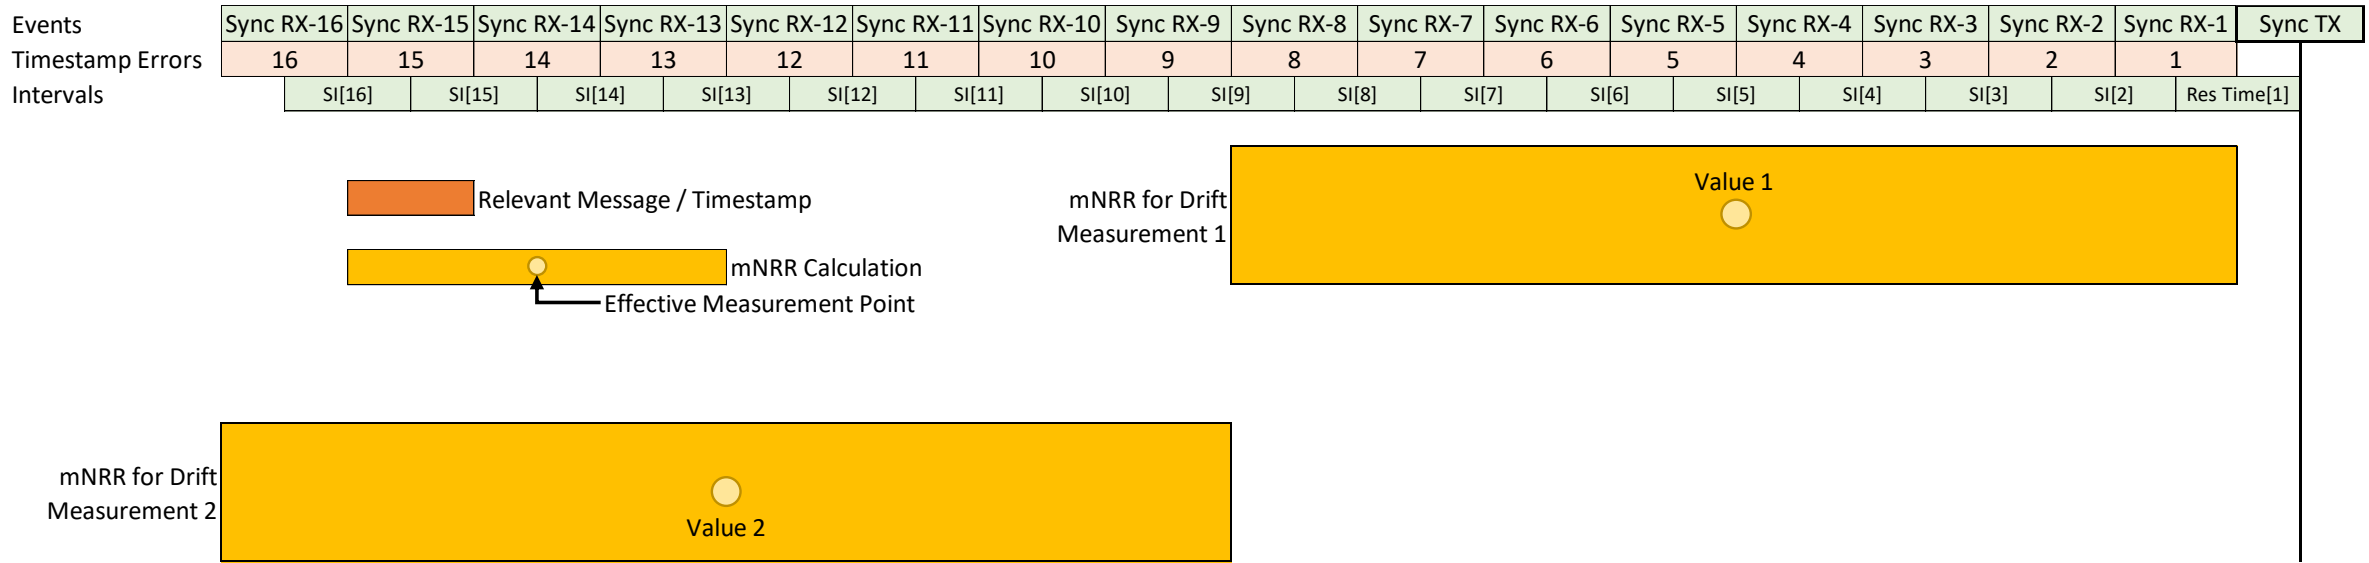 Events Sync RX-16 Sync RX-15 Sync RX-14 Sync RX-13 Sync RX-12 Sync RX-11 Sync RX-10 Sync RX-9 Sync RX-8 Sync RX-7 Sync RX-6 Sync RX-5 Sync RX-4 Sync RX-3 Sync RX-2 Sync RX-1 Sync TX
Timestamp Errors 16 15 14 13 12 11 10 9 8 7 6 5 4 3 2 1
Intervals SI[16] SI[15] SI[14] SI[13] SI[12] SI[11] SI[10] SI[9] SI[8] SI[7] SI[6] SI[5] SI[4] SI[3] SI[2] Res Time[1]
Relevant Message / Timestamp
mNRR Calculation
Effective Measurement Point
mNRR for Drift
Measurement 1
Value 1
mNRR for Drift
Measurement 2
Value 2